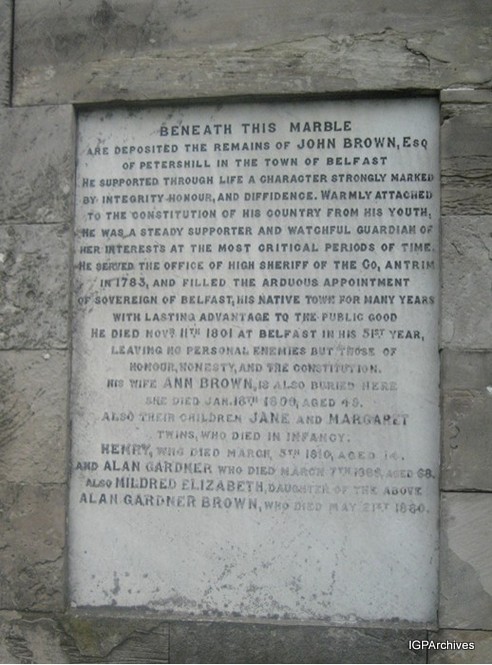 BENEATH THIS MARBLE
ARE DEPOSITED THE REMAINS OF JOHN BROWN, ESQ
OF PETERSHILL IN THE TOWN OF BELFAST
HE SUPPORTED THROUGH LIFE A CHARACTER STRONGLY MARKED
BY INTEGRITY HONOUR, AND DIFFIDENCE. WARMLY ATTACHED
TO THE CONSTITUTION OF HIS COUNTRY FROM HIS YOUTH,
HE WAS A STEADY SUPPORTER AND WATCHFUL GUARDIAN OF
HER INTERESTS AT THE MOST CRITICAL PERIODS OF TIME.
HE SERVED THE OFFICE OF HIGH SHERIFF OF THE CO, ANTRIM
IN 1783, AND FILLED THE ARDUOUS APPOINTMENT
OF SOVEREIGN OF BELFAST, HIS NATIVE TOWN FOR MANY YEARS
WITH LASTING ADVANTAGE TO THE PUBLIC GOOD
HE DIED NOVR. 11TH 1801 AT BELFAST IN HIS 51ST YEAR,
LEAVING NO PERSONAL ENEMIES BUT THOSE OF
HONOUR, HONESTY, AND THE CONSTITUTION.
HIS WIFE ANN BROWN, IS ALSO BURIED HERE
SHE DIED JAN. AGED
ALSO THEIR CHILDREN JANE AND MARGARET
TWINS, WHO DIED IN INFANCY.
HENRY, WHO DIED MARCH, 5TH 1810, AGED 14.
AND ALAN GARDNER WHO DIED MARCH 7TH AGED
ALSO MILDRED ELIZABETH, DAUGHTER OF THE ABOVE
ALAN GARDNER BROWN, WHO DIED MAY 21ST
IGPArchives